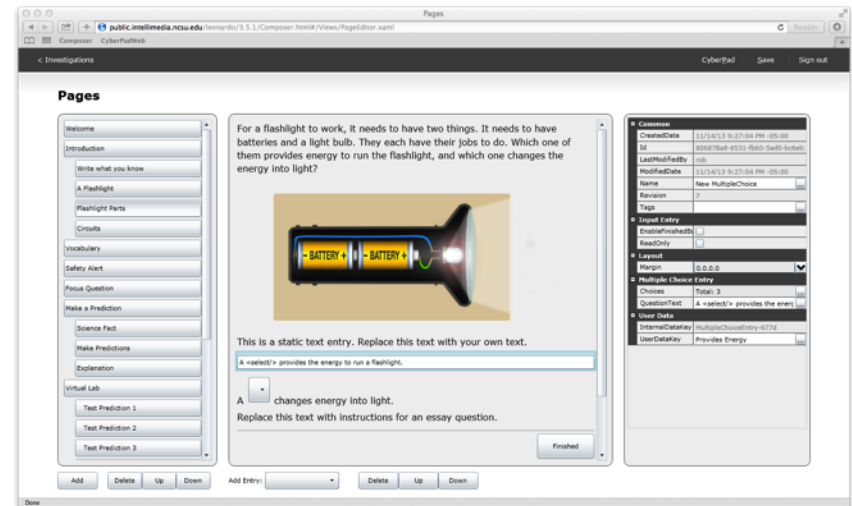 Pages
public.intellimedia.ncsu.edu/leonardo/3.5.1/Composer.html#/Views/PageEditor.xaml
Reader
Composer CyberPadWeb
< Investigations
CyberPad Save Sign out
Pages
Welcome
Introduction
Write what you know
A Flashlight
Flashlight Parts
Circuits
Vocabulary
Safety Alert
Focus Question
Make a Prediction
Science Fact
Make Predictions
Explanation
Virtual Lab
Test Prediction 1
Test Prediction 2
Test Prediction 3
Add Delete Up Down
For a flashlight to work, it needs to have two things. It needs to have
batteries and a light bulb. They each have their jobs to do. Which one of
them provides energy to run the flashlight, and which one changes the
energy into light?
- BATTERY + - BATTERY +
This is a static text entry. Replace this text with your own text.
A <select/> provides the energy to run a flashlight.
A changes energy into light.
Replace this text with instructions for an essay question.
Finished
Add Entry: Delete Up Down
Common
CreatedDate 11/14/13 9:27:04 PM -05:00
Id
LastModifiedBy rob
ModifiedDate 11/14/13 9:27:04 PM -05:00
Name New MultipleChoice ...
Revision 7
Tags ...
Input Entry
EnableFinishedBu
ReadOnly
Layout
Margin 0,0,0,0
Multiple Choice Entry
Choices Total: 3 ...
QuestionText A <select/> provides the energ ...
User Data
InternalDataKey MultipleChoiceEntry-677d
UserDataKey Provides Energy ...
Done